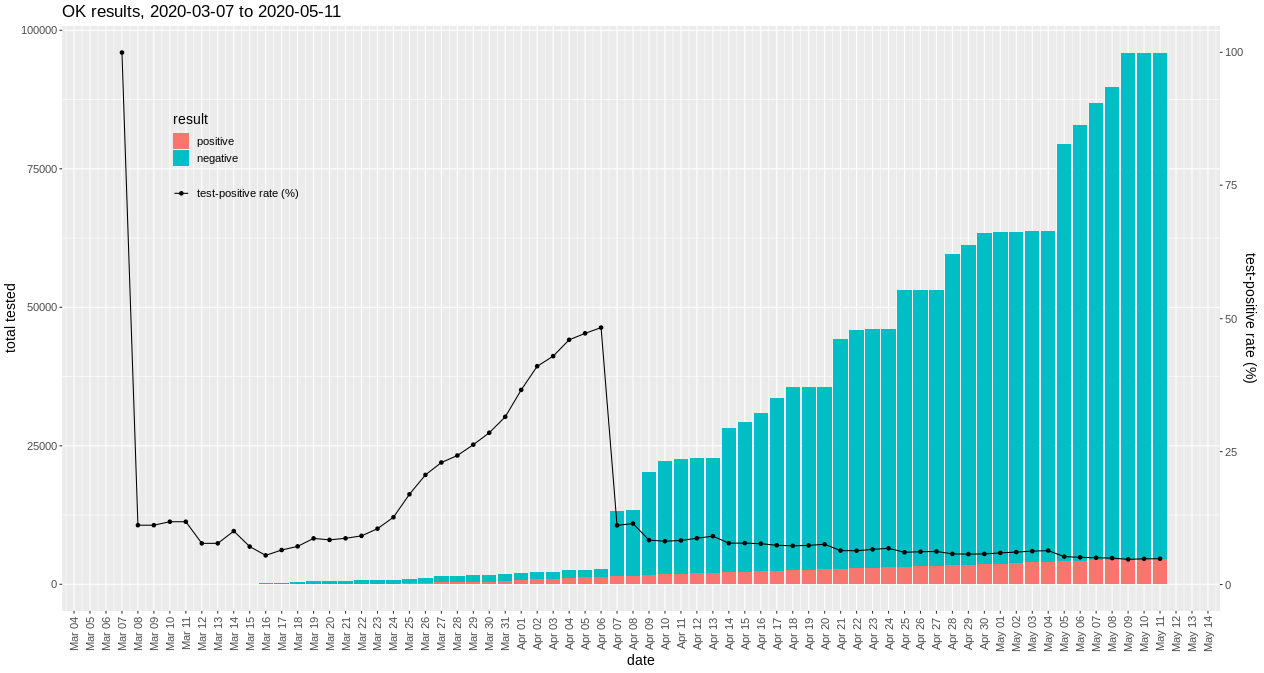 OK results, 2020-03-07 to 2020-05-11
total tested
100000
75000
50000
25000
0
result
positive
negative
test-positive rate (%)
100
75
50
25
0
test-positive rate (%)
Mar 04
Mar 05
Mar 06
Mar 07
Mar 08
Mar 09
Mar 10
Mar 11
Mar 12
Mar 13
Mar 14
Mar 15
Mar 16
Mar 17
Mar 18
Mar 19
Mar 20
Mar 21
Mar 22
Mar 23
Mar 24
Mar 25
Mar 26
Mar 27
Mar 28
Mar 29
Mar 30
Mar 31
Apr 01
Apr 02
Apr 03
Apr 04
Apr 05
Apr 06
Apr 07
Apr 08
Apr 09
Apr 10
Apr 11
Apr 12
Apr 13
Apr 14
Apr 15
Apr 16
Apr 17
Apr 18
Apr 19
Apr 20
Apr 21
Apr 22
Apr 23
Apr 24
Apr 25
Apr 26
Apr 27
Apr 28
Apr 29
Apr 30
May 01
May 02
May 03
May 04
May 05
May 06
May 07
May 08
May 09
May 10
May 11
May 12
May 13
May 14
date